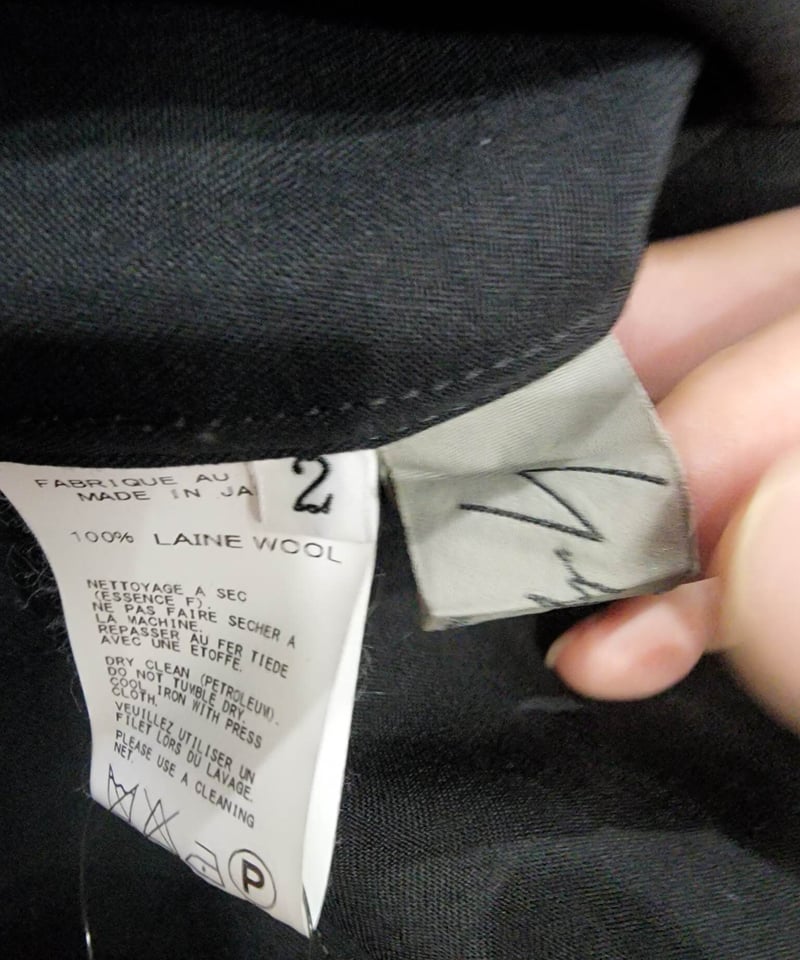 FABRIQUE AU
MADE IN JA
2
100% LAINE WOOL
NETTOYAGE A SEC
(ESSENCE F).
NE PAS FAIRE SECHER A
LA MACHINE.
REPASSER AU FER TIEDE
AVEC UNE ETOFFE.
DRY CLEAN (PETROLEUM).
DO NOT TUMBLE DRY.
COOL IRON WITH PRESS
CLOTH.
VEUILLEZ UTILISER UN
FILET LORS DU LAVAGE.
PLEASE USE A CLEANING
NET.
P